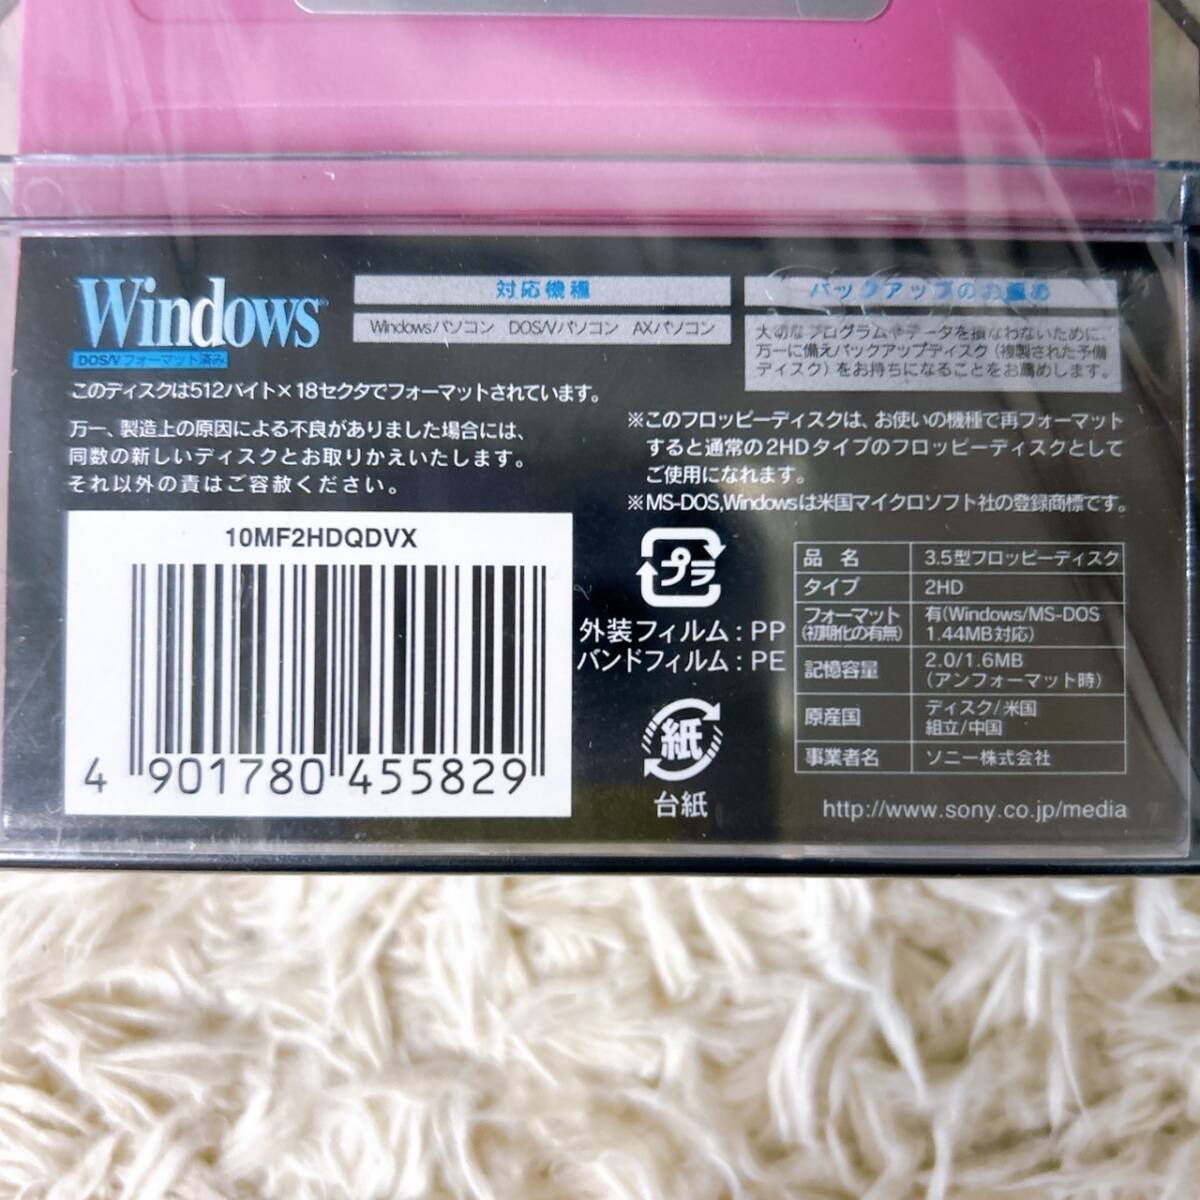 Windows
DOS/V フォーマット済み
対応機種
Windowsパソコン DOS/Vパソコン AXパソコン
バックアップのお薦め
大切なプログラムやデータを損なわないために、
万一に備えバックアップディスク(複製された予備
ディスク)をお持ちになることをお薦めします。
このディスクは512バイト×18セクタでフォーマットされています。
万一、製造上の原因による不良がありました場合には、
同数の新しいディスクとお取りかえいたします。
それ以外の責はご容赦ください。
※このフロッピーディスクは、お使いの機種で再フォーマット
すると通常の2HDタイプのフロッピーディスクとして
ご使用になれます。
※MS-DOS,Windowsは米国マイクロソフト社の登録商標です。
10MF2HDQDVX
4 901780 455829
プラ
外装フィルム:PP
バンドフィルム:PE
紙
台紙
品名 3.5型フロッピーディスク
タイプ 2HD
フォーマット 有(Windows/MS-DOS
(初期化の有無) 1.44MB対応)
記憶容量 2.0/1.6MB
(アンフォーマット時)
原産国 ディスク/米国
組立/中国
事業者名 ソニー株式会社
http://www.sony.co.jp/media